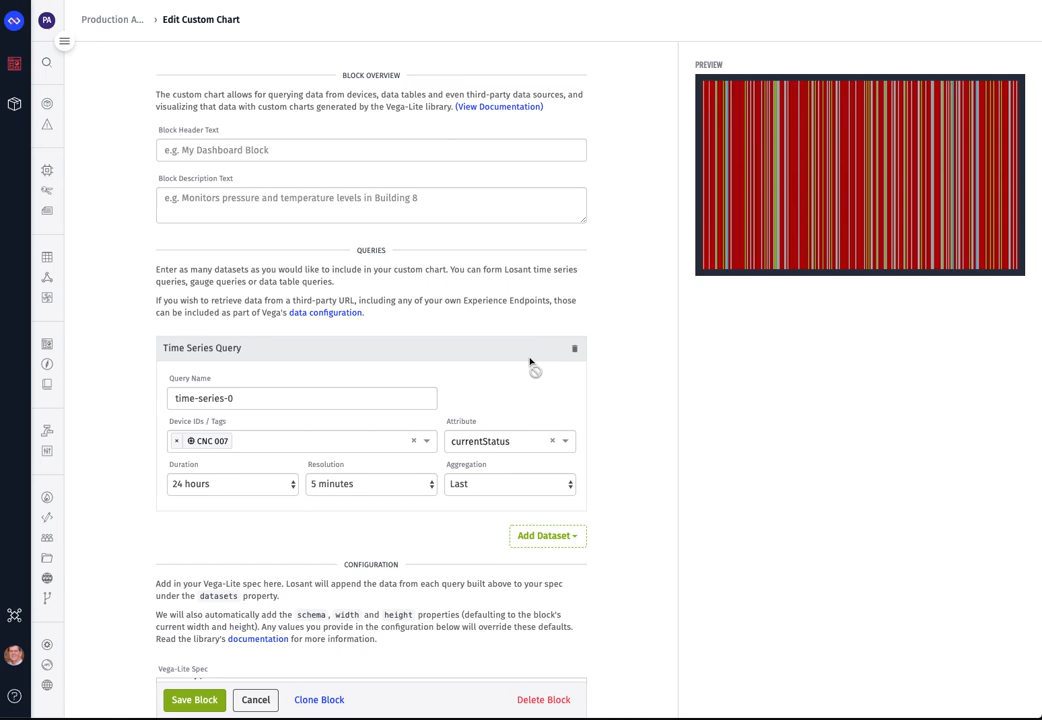 PA
Production A... › Edit Custom Chart
BLOCK OVERVIEW
The custom chart allows for querying data from devices, data tables and even third-party data sources, and
visualizing that data with custom charts generated by the Vega-Lite library. (View Documentation)
Block Header Text
e.g. My Dashboard Block
Block Description Text
e.g. Monitors pressure and temperature levels in Building 8
QUERIES
Enter as many datasets as you would like to include in your custom chart. You can form Losant time series
queries, gauge queries or data table queries.
If you wish to retrieve data from a third-party URL, including any of your own Experience Endpoints, those
can be included as part of Vega's data configuration.
Time Series Query
Query Name
time-series-0
Device IDs / Tags
Attribute
× CNC 007 ×
currentStatus ×
Duration
Resolution
Aggregation
24 hours
5 minutes
Last
Add Dataset
CONFIGURATION
Add in your Vega-Lite spec here. Losant will append the data from each query built above to your spec
under the datasets property.
We will also automatically add the schema, width and height properties (defaulting to the block's
current width and height). Any values you provide in the configuration below will override these defaults.
Read the library's documentation for more information.
Vega-Lite Spec
Save Block
Cancel
Clone Block
Delete Block
PREVIEW